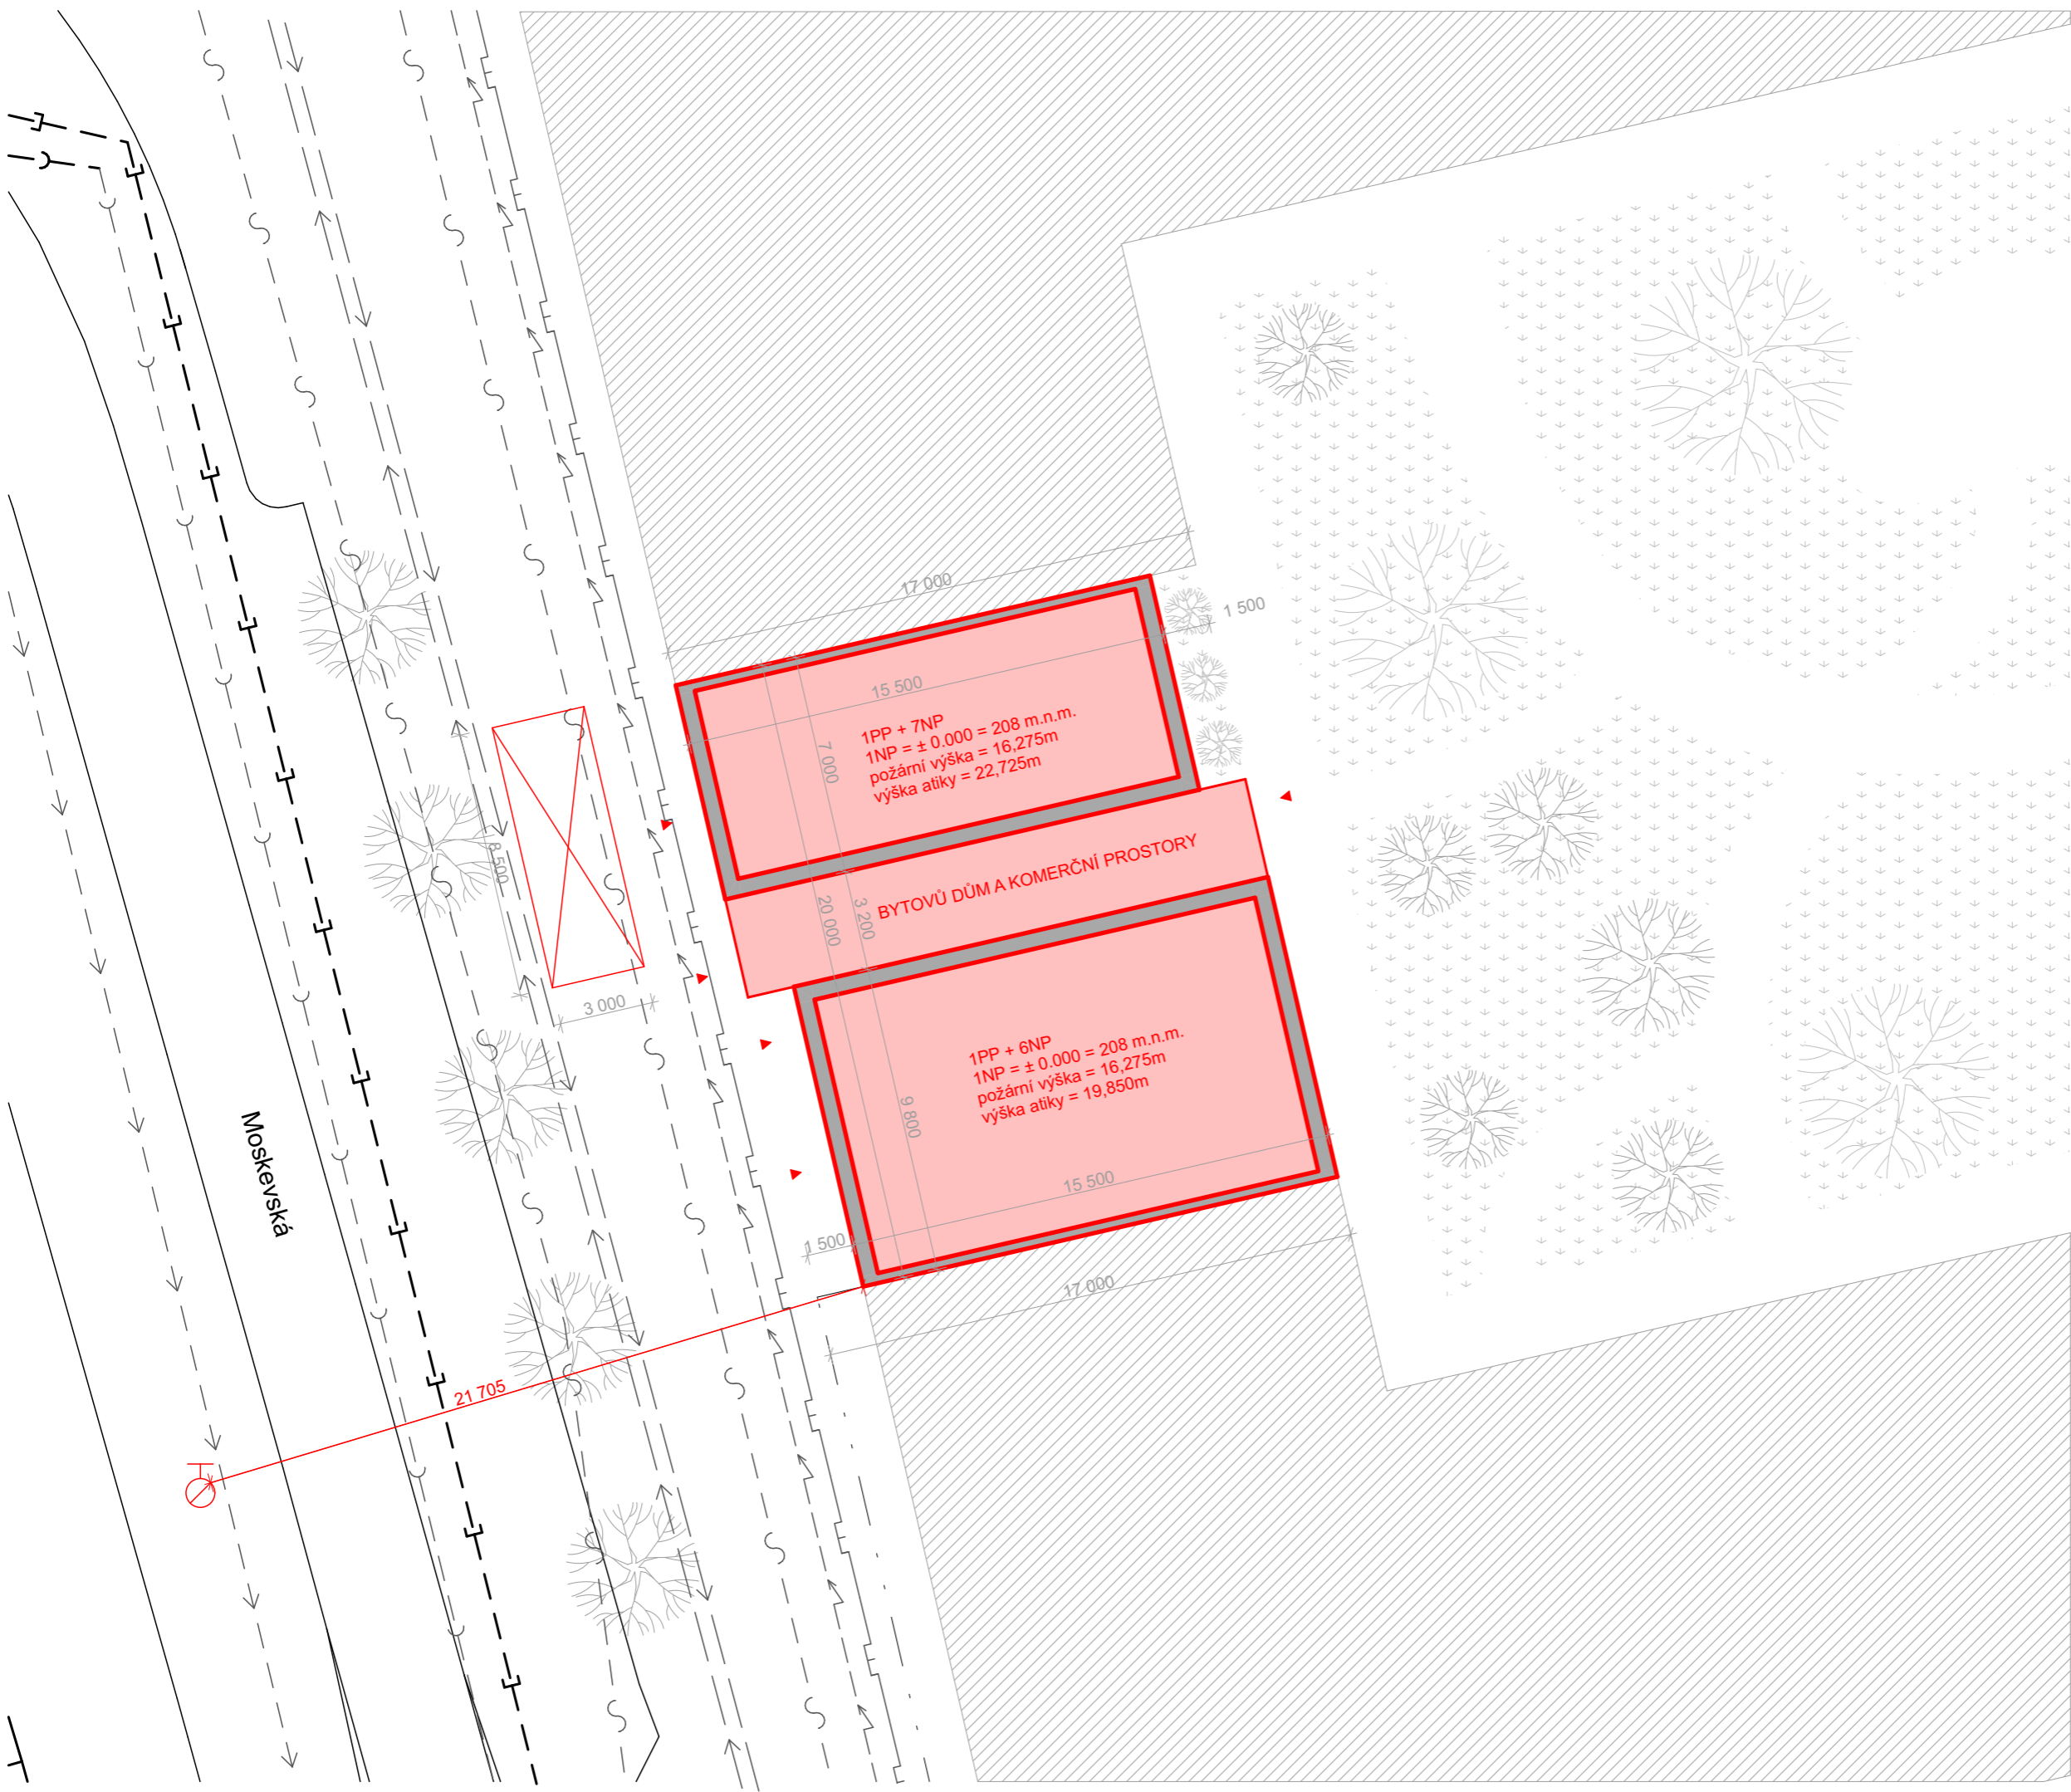 17 000
1 500
15 500
1PP + 7NP
1NP = ± 0.000 = 208 m.n.m.
požární výška = 16,275m
výška atiky = 22,725m
7 000
8 500
BYTOVŮ DŮM A KOMERČNÍ PROSTORY
20 000
3 200
3 000
1PP + 6NP
1NP = ± 0.000 = 208 m.n.m.
požární výška = 16,275m
výška atiky = 19,850m
9 800
Moskevská
15 500
1 500
17 000
21 705